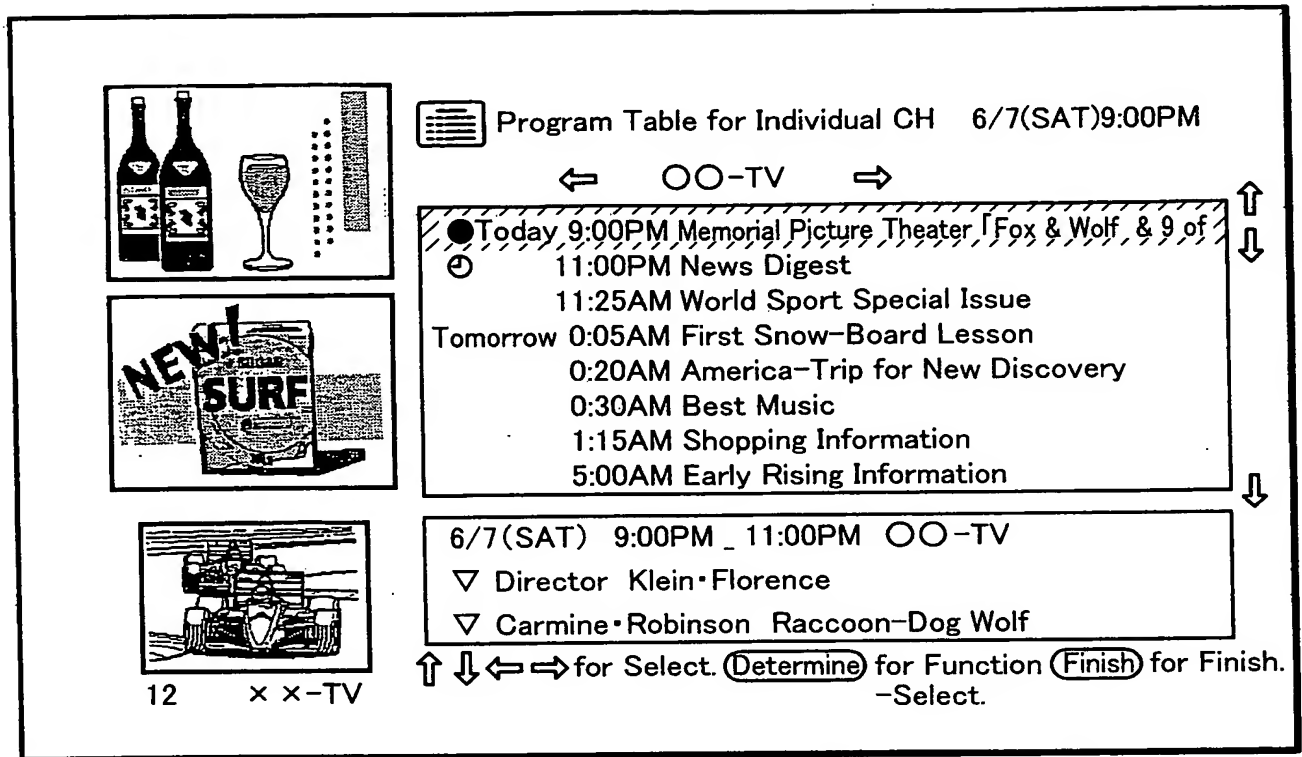 Program Table for Individual CH 6/7(SAT)9:00PM
⇦ ○○-TV ⇨
●Today 9:00PM Memorial Picture Theater「Fox & Wolf & 9 of
11:00PM News Digest
11:25AM World Sport Special Issue
Tomorrow 0:05AM First Snow-Board Lesson
0:20AM America-Trip for New Discovery
0:30AM Best Music
1:15AM Shopping Information
5:00AM Early Rising Information
NEW!
SURF
6/7(SAT) 9:00PM _ 11:00PM ○○-TV
▽ Director Klein・Florence
▽ Carmine・Robinson Raccoon-Dog Wolf
12 ××-TV
⇧⇩⇦⇨for Select. Determine for Function Finish for Finish.
-Select.